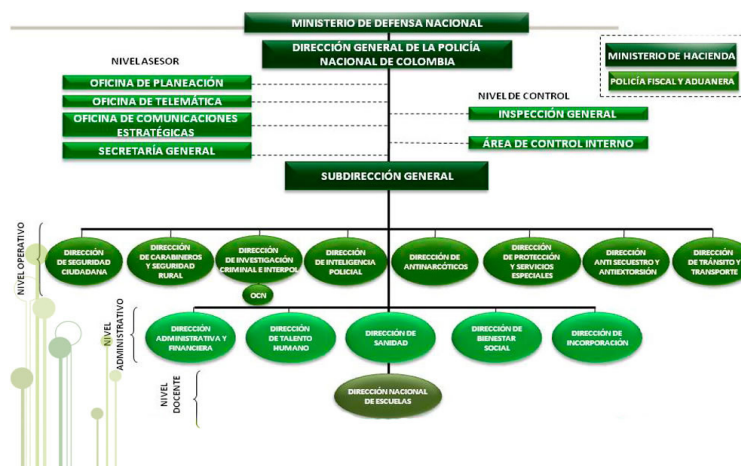 MINISTERIO DE DEFENSA NACIONAL
DIRECCIÓN GENERAL DE LA POLICÍA
NACIONAL DE COLOMBIA
NIVEL ASESOR
OFICINA DE PLANEACIÓN
OFICINA DE TELEMÁTICA
OFICINA DE COMUNICACIONES
ESTRATÉGICAS
SECRETARÍA GENERAL
MINISTERIO DE HACIENDA
POLICÍA FISCAL Y ADUANERA
NIVEL DE CONTROL
INSPECCIÓN GENERAL
ÁREA DE CONTROL INTERNO
SUBDIRECCIÓN GENERAL
NIVEL OPERATIVO
DIRECCIÓN
DE SEGURIDAD
CIUDADANA
DIRECCIÓN
DE CARABINEROS
Y SEGURIDAD
RURAL
DIRECCIÓN
DE INVESTIGACIÓN
CRIMINAL E INTERPOL
OCN
DIRECCIÓN
DE INTELIGENCIA
POLICIAL
DIRECCIÓN
DE ANTINARCÓTICOS
DIRECCIÓN
DE PROTECCIÓN
Y SERVICIOS
ESPECIALES
DIRECCIÓN
ANTI SECUESTRO Y
ANTIEXTORSIÓN
DIRECCIÓN
DE TRÁNSITO Y
TRANSPORTE
NIVEL
ADMINISTRATIVO
DIRECCIÓN
ADMINISTRATIVA Y
FINANCIERA
DIRECCIÓN
DE TALENTO
HUMANO
DIRECCIÓN DE
SANIDAD
DIRECCIÓN
DE BIENESTAR
SOCIAL
DIRECCIÓN DE
INCORPORACIÓN
NIVEL
DOCENTE
DIRECCIÓN NACIONAL
DE ESCUELAS